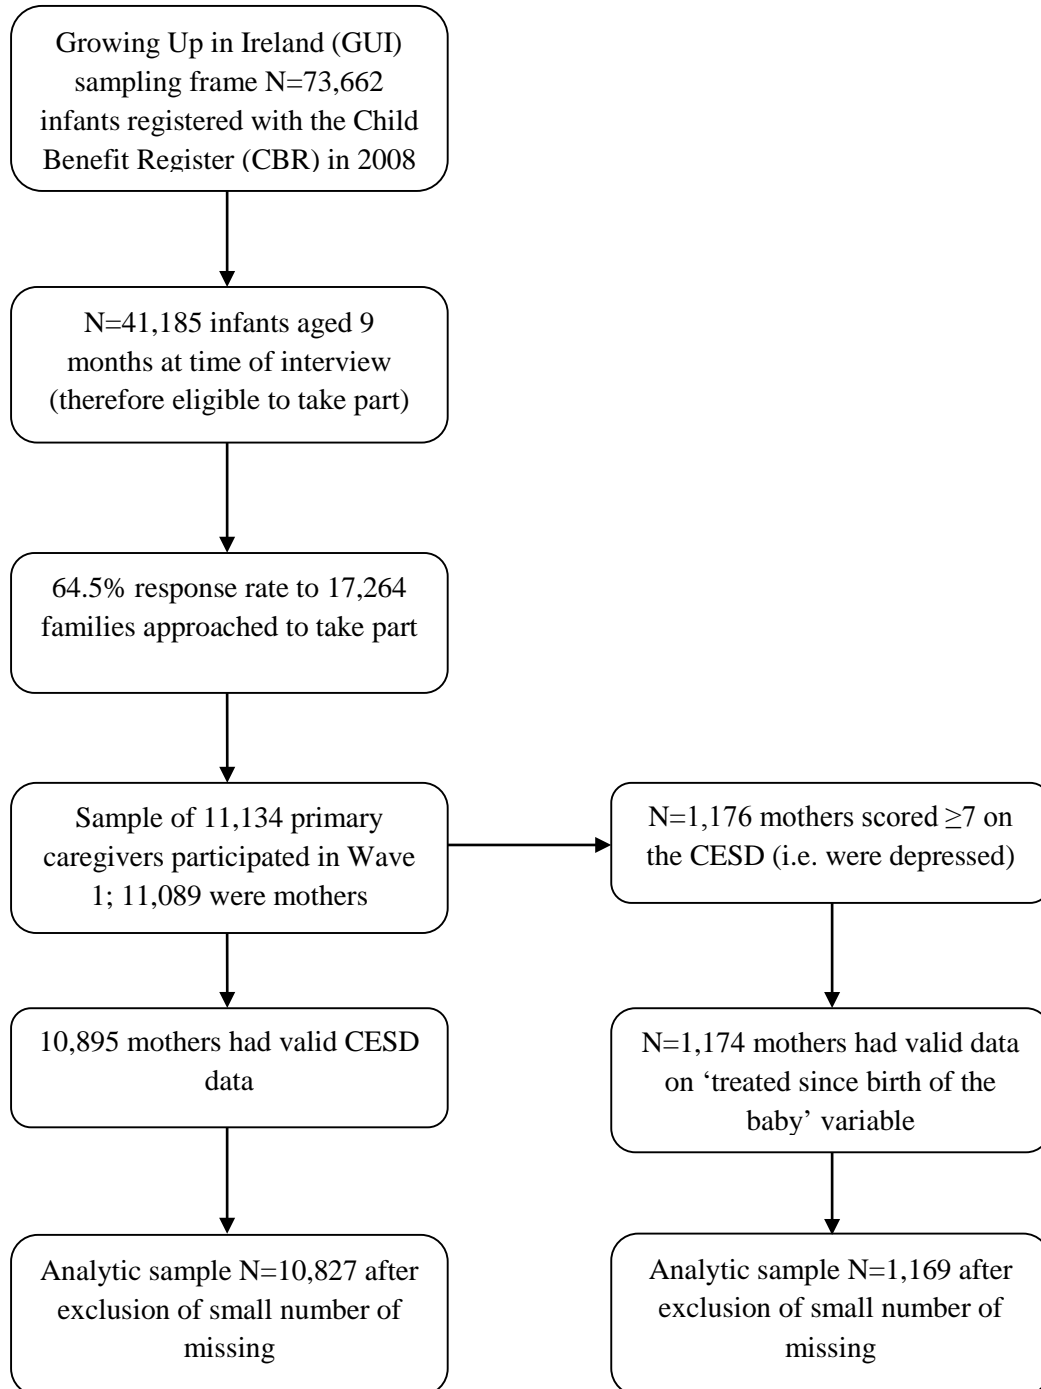 Growing Up in Ireland (GUI)
sampling frame N=73,662
infants registered with the Child
Benefit Register (CBR) in 2008
N=41,185 infants aged 9
months at time of interview
(therefore eligible to take part)
64.5% response rate to 17,264
families approached to take part
Sample of 11,134 primary
caregivers participated in Wave
1; 11,089 were mothers
N=1,176 mothers scored ≥7 on
the CESD (i.e. were depressed)
10,895 mothers had valid CESD
data
N=1,174 mothers had valid data
on ‘treated since birth of the
baby’ variable
Analytic sample N=10,827 after
exclusion of small number of
missing
Analytic sample N=1,169 after
exclusion of small number of
missing